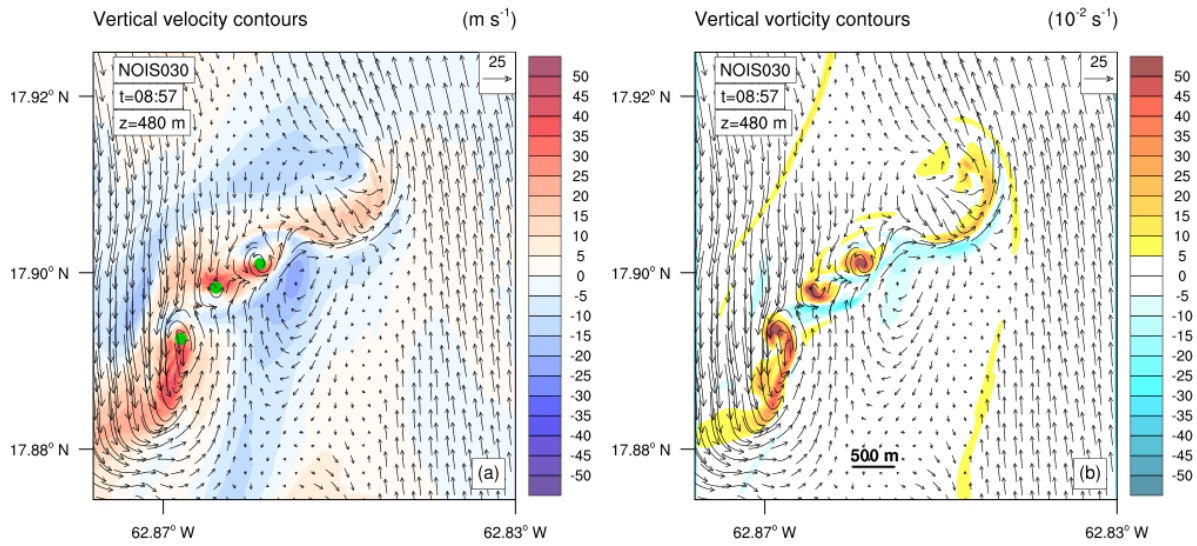 Vertical velocity contours (m s⁻¹)
25
NOIS030
t=08:57
z=480 m
17.92° N
17.90° N
17.88° N
62.87° W
62.83° W
(a)
50
45
40
35
30
25
20
15
10
5
0
-5
-10
-15
-20
-25
-30
-35
-40
-45
-50
Vertical vorticity contours (10⁻² s⁻¹)
25
NOIS030
t=08:57
z=480 m
17.92° N
17.90° N
17.88° N
500 m
62.87° W
62.83° W
(b)
50
45
40
35
30
25
20
15
10
5
0
-5
-10
-15
-20
-25
-30
-35
-40
-45
-50